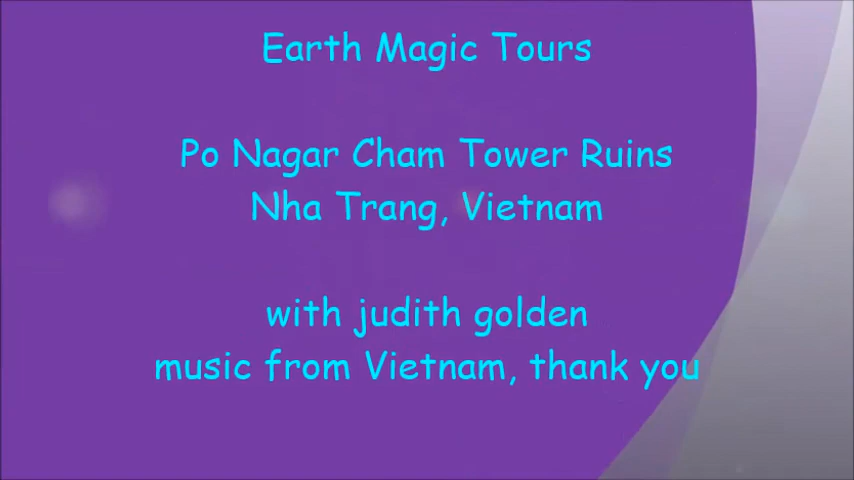 Earth Magic Tours
Po Nagar Cham Tower Ruins
Nha Trang, Vietnam
with judith golden
music from Vietnam, thank you